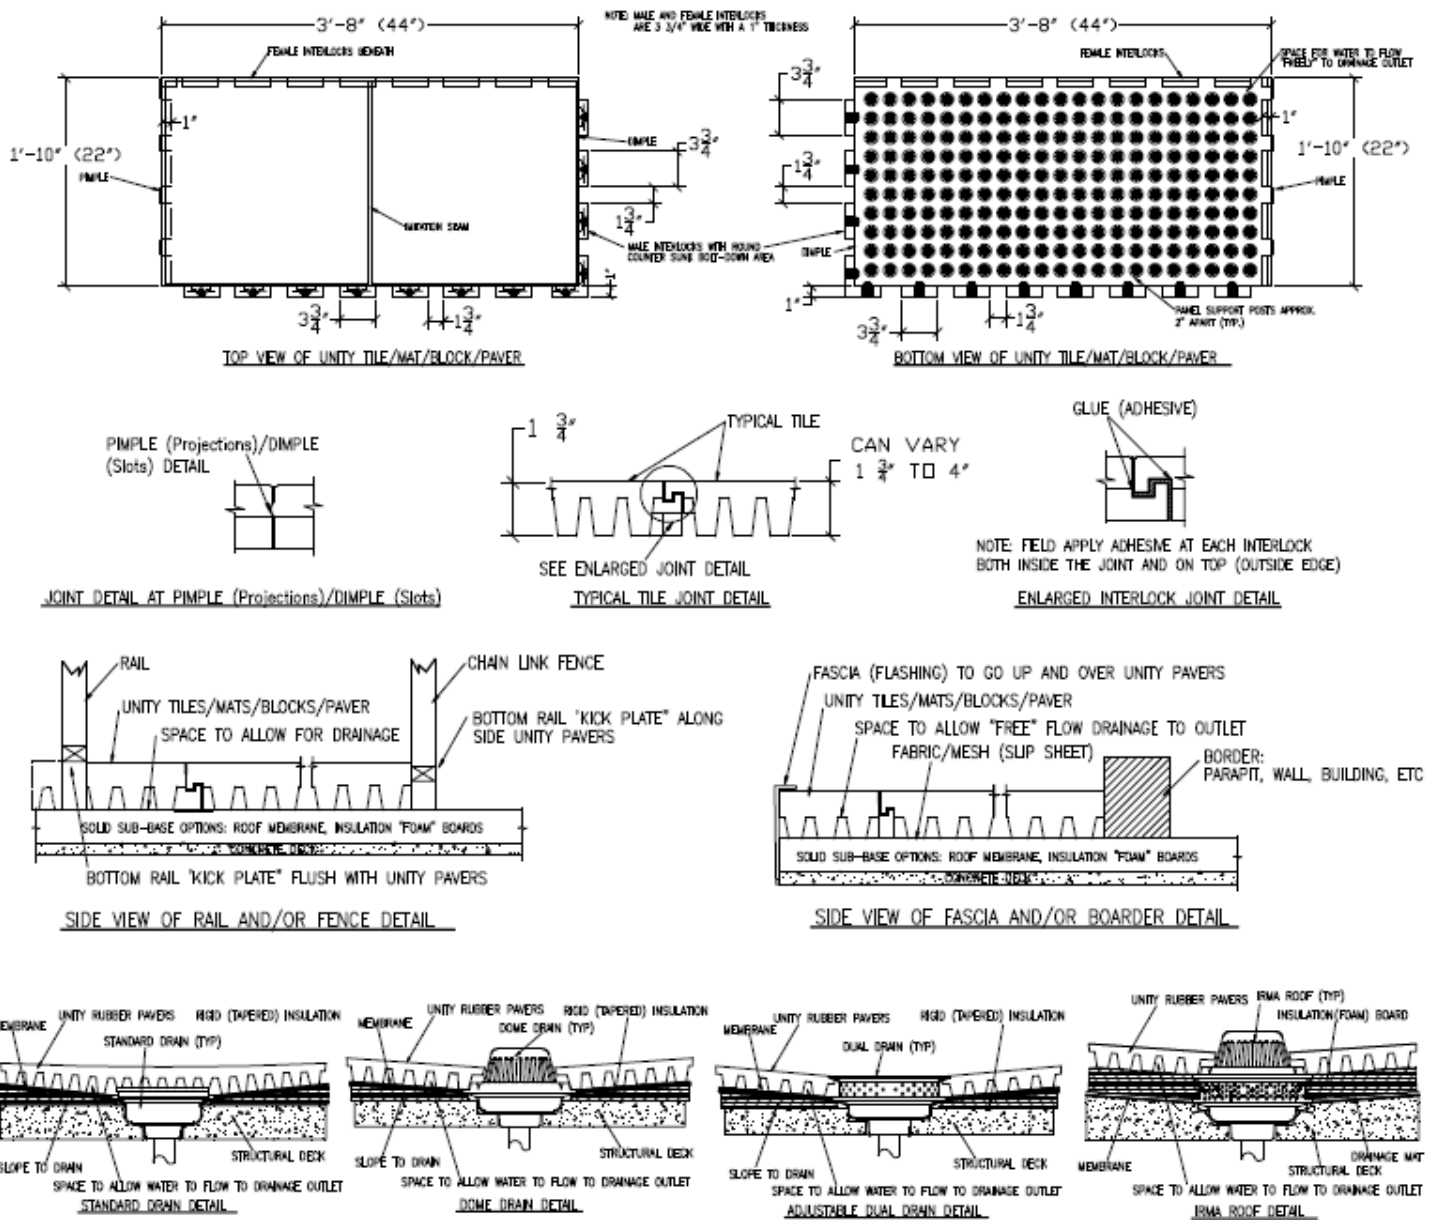 3'-8" (44")
NOTE: MALE AND FEMALE INTERLOCKS
ARE 3 3/4" WIDE WITH A 1" THICKNESS
FEMALE INTERLOCKS BENEATH
1"
1'-10" (22")
PIMPLE
DIMPLE
3 3/4"
IMITATION SEAM
1 3/4"
MALE INTERLOCKS WITH ROUND
COUNTER SUNK BOLT-DOWN AREA
1"
3 3/4"
1 3/4"
TOP VIEW OF UNITY TILE/MAT/BLOCK/PAVER
3'-8" (44")
FEMALE INTERLOCKS
SPACE FOR WATER TO FLOW
"FREELY" TO DRAINAGE OUTLET
3 3/4"
1"
1'-10" (22")
1 3/4"
PIMPLE
DIMPLE
1"
PANEL SUPPORT POSTS APPROX.
2" APART (TYP.)
3 3/4"
1 3/4"
BOTTOM VIEW OF UNITY TILE/MAT/BLOCK/PAVER
PIMPLE (Projections)/DIMPLE
(Slots) DETAIL
JOINT DETAIL AT PIMPLE (Projections)/DIMPLE (Slots)
1 3/4"
TYPICAL TILE
CAN VARY
1 3/4" TO 4"
SEE ENLARGED JOINT DETAIL
TYPICAL TILE JOINT DETAIL
GLUE (ADHESIVE)
NOTE: FIELD APPLY ADHESIVE AT EACH INTERLOCK
BOTH INSIDE THE JOINT AND ON TOP (OUTSIDE EDGE)
ENLARGED INTERLOCK JOINT DETAIL
RAIL
CHAIN LINK FENCE
UNITY TILES/MATS/BLOCKS/PAVER
SPACE TO ALLOW FOR DRAINAGE
BOTTOM RAIL "KICK PLATE" ALONG
SIDE UNITY PAVERS
SOLID SUB-BASE OPTIONS: ROOF MEMBRANE, INSULATION "FOAM" BOARDS
CONCRETE DECK
BOTTOM RAIL "KICK PLATE" FLUSH WITH UNITY PAVERS
SIDE VIEW OF RAIL AND/OR FENCE DETAIL
FASCIA (FLASHING) TO GO UP AND OVER UNITY PAVERS
UNITY TILES/MATS/BLOCKS/PAVER
SPACE TO ALLOW "FREE" FLOW DRAINAGE TO OUTLET
FABRIC/MESH (SLIP SHEET)
BORDER:
PARAPIT, WALL, BUILDING, ETC
SOLID SUB-BASE OPTIONS: ROOF MEMBRANE, INSULATION "FOAM" BOARDS
CONCRETE DECK
SIDE VIEW OF FASCIA AND/OR BOARDER DETAIL
UNITY RUBBER PAVERS
RIGID (TAPERED) INSULATION
EMBRANE
STANDARD DRAIN (TYP)
STRUCTURAL DECK
SLOPE TO DRAIN
SPACE TO ALLOW WATER TO FLOW TO DRAINAGE OUTLET
STANDARD DRAIN DETAIL
UNITY RUBBER PAVERS
RIGID (TAPERED) INSULATION
MEMBRANE
DOME DRAIN (TYP)
STRUCTURAL DECK
SLOPE TO DRAIN
SPACE TO ALLOW WATER TO FLOW TO DRAINAGE OUTLET
DOME DRAIN DETAIL
UNITY RUBBER PAVERS
RIGID (TAPERED) INSULATION
MEMBRANE
DUAL DRAIN (TYP)
STRUCTURAL DECK
SLOPE TO DRAIN
SPACE TO ALLOW WATER TO FLOW TO DRAINAGE OUTLET
ADJUSTABLE DUAL DRAIN DETAIL
UNITY RUBBER PAVERS
IRMA ROOF (TYP)
INSULATION(FOAM) BOARD
DRAINAGE MAT
MEMBRANE
STRUCTURAL DECK
SPACE TO ALLOW WATER TO FLOW TO DRAINAGE OUTLET
IRMA ROOF DETAIL